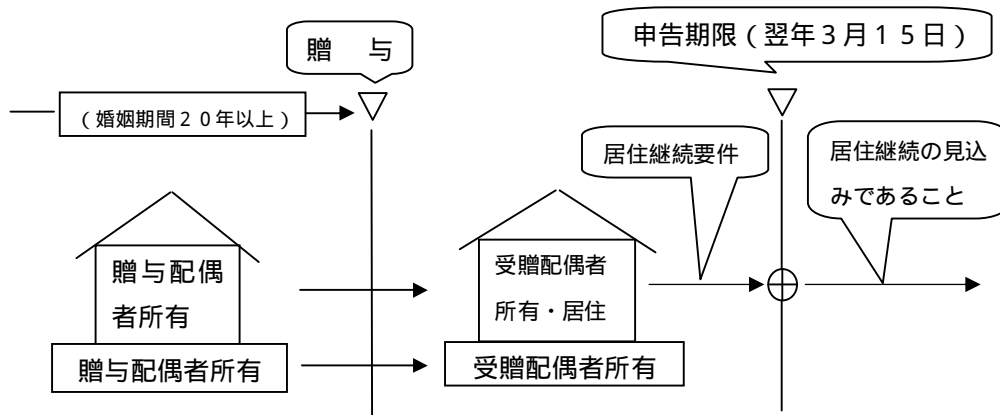 贈　与
申告期限（翌年３月１５日）
（婚姻期間２０年以上）
居住継続要件
居住継続の見込
みであること
贈与配偶
者所有
受贈配偶者
所有・居住
贈与配偶者所有
受贈配偶者所有